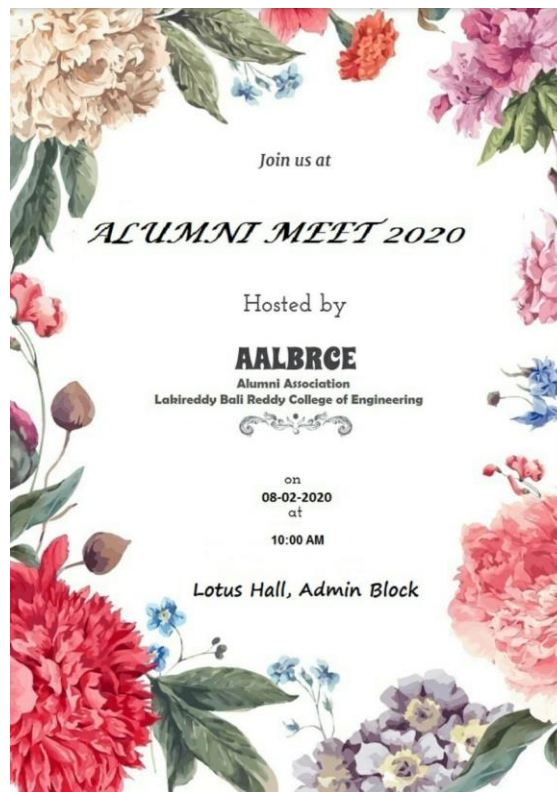 Join us at
ALUMNI MEET 2020
Hosted by
AALBRCE
Alumni Association
Lakireddy Bali Reddy College of Engineering
on
08-02-2020
at
10:00 AM
Lotus Hall, Admin Block